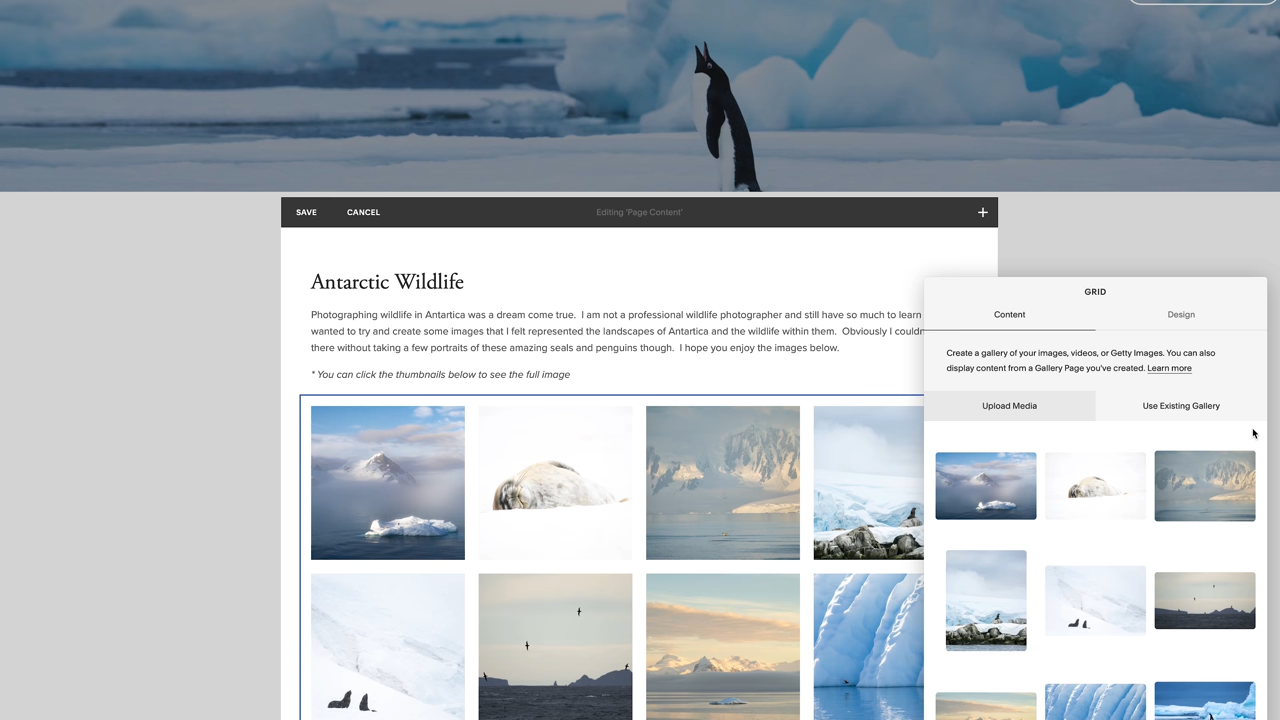 SAVE CANCEL Editing 'Page Content' +
Antarctic Wildlife
Photographing wildlife in Antartica was a dream come true.  I am not a professional wildlife photographer and still have so much to learn
wanted to try and create some images that I felt represented the landscapes of Antartica and the wildlife within them.  Obviously I
there without taking a few portraits of these amazing seals and penguins though.  I hope you enjoy the images below.
* You can click the thumbnails below to see the full image
GRID
Content Design
Create a gallery of your images, videos, or Getty Images. You can also
display content from a Gallery Page you've created. Learn more
Upload Media Use Existing Gallery